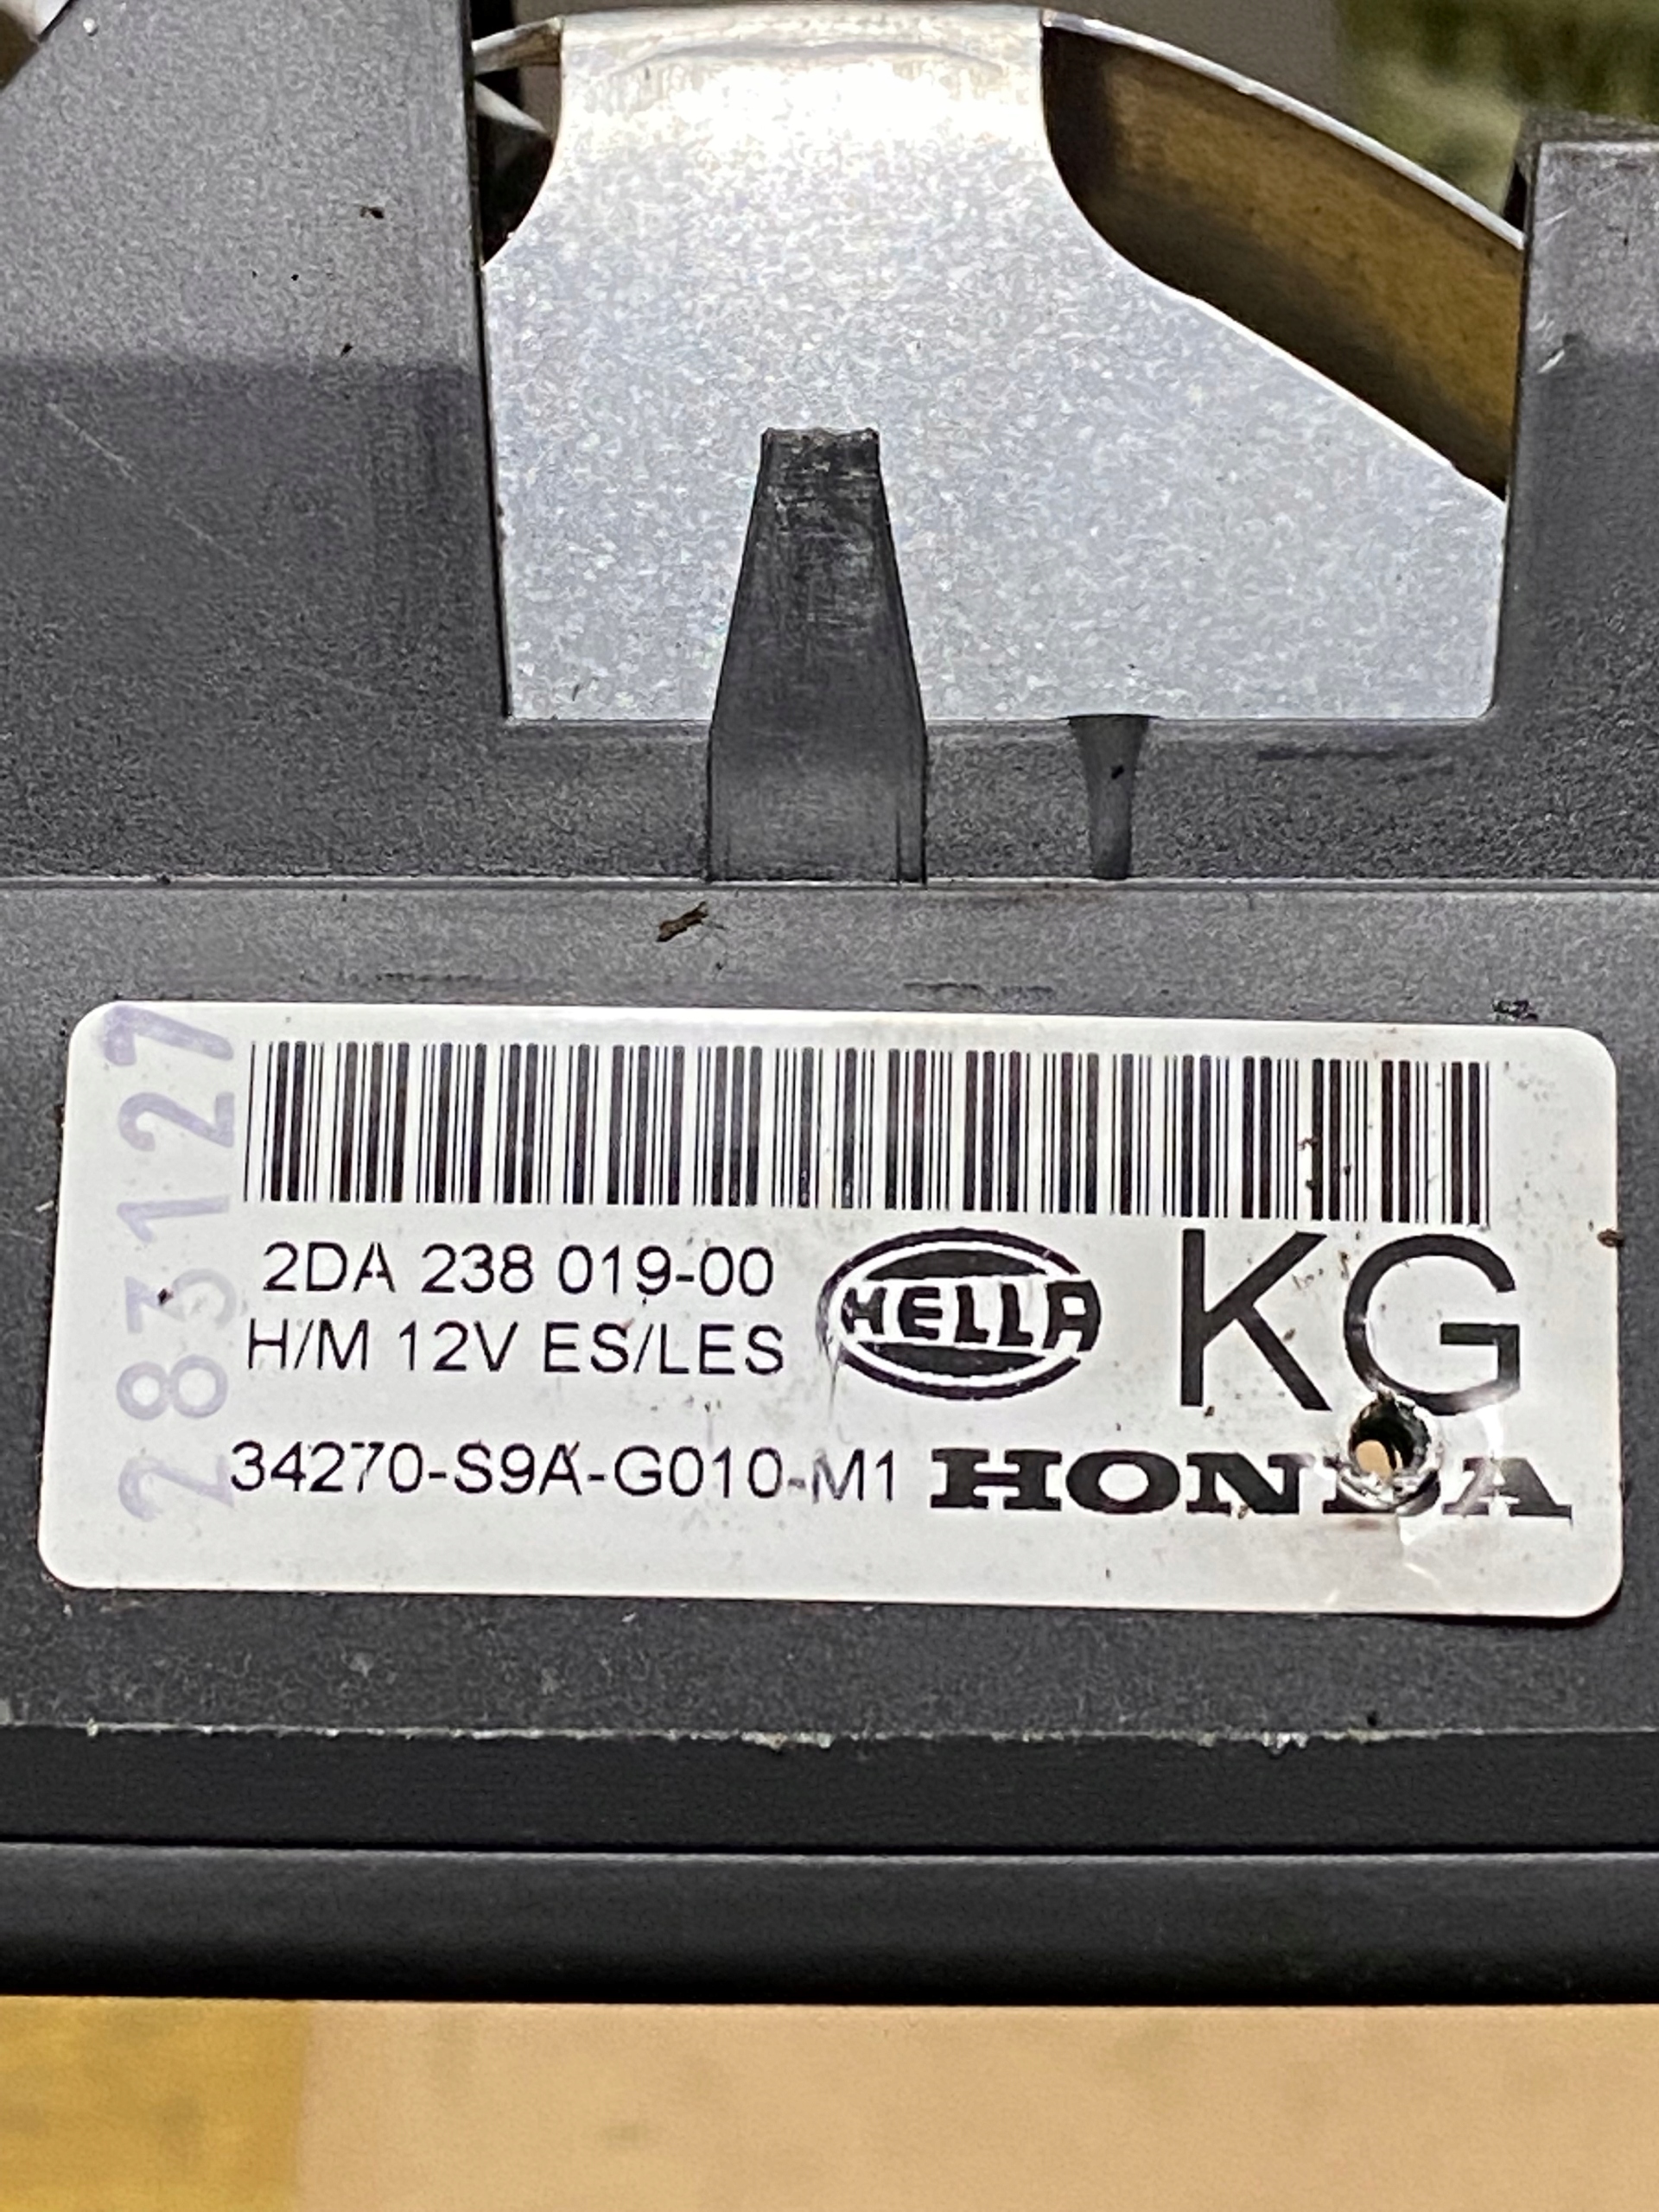 283127
2DA 238 019-00
H/M 12V ES/LES
HELLA
KG
34270-S9A-G010-M1
HONDA